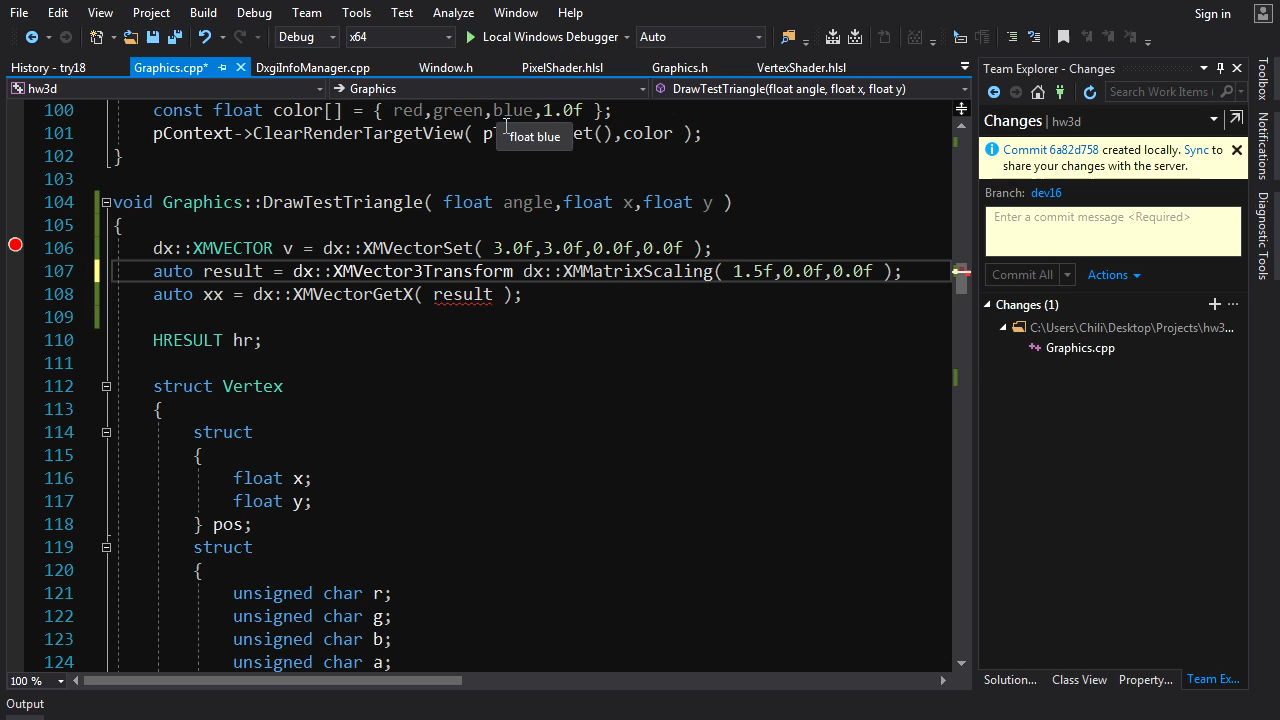 File Edit View Project Build Debug Team Tools Test Analyze Window Help Sign in
Debug x64 Local Windows Debugger Auto
History - try18 Graphics.cpp* DxgiInfoManager.cpp Window.h PixelShader.hlsl Graphics.h VertexShader.hlsl
hw3d Graphics DrawTestTriangle(float angle, float x, float y)
100 const float color[] = { red,green,blue,1.0f };
101 pContext->ClearRenderTargetView( et(),color );
float blue
102 }
103
104 void Graphics::DrawTestTriangle( float angle,float x,float y )
105 {
106 dx::XMVECTOR v = dx::XMVectorSet( 3.0f,3.0f,0.0f,0.0f );
107 auto result = dx::XMVector3Transform dx::XMMatrixScaling( 1.5f,0.0f,0.0f );
108 auto xx = dx::XMVectorGetX( result );
109
110 HRESULT hr;
111
112 struct Vertex
113 {
114 struct
115 {
116 float x;
117 float y;
118 } pos;
119 struct
120 {
121 unsigned char r;
122 unsigned char g;
123 unsigned char b;
124 unsigned char a;
100 %
Output
Team Explorer - Changes
Search Work Items
Changes | hw3d
Commit 6a82d758 created locally. Sync to
share your changes with the server.
Branch: dev16
Enter a commit message <Required>
Commit All Actions
Changes (1)
C:\Users\Chili\Desktop\Projects\hw3...
Graphics.cpp
Solution... Class View Property... Team Ex...
Toolbox
Notifications
Diagnostic Tools